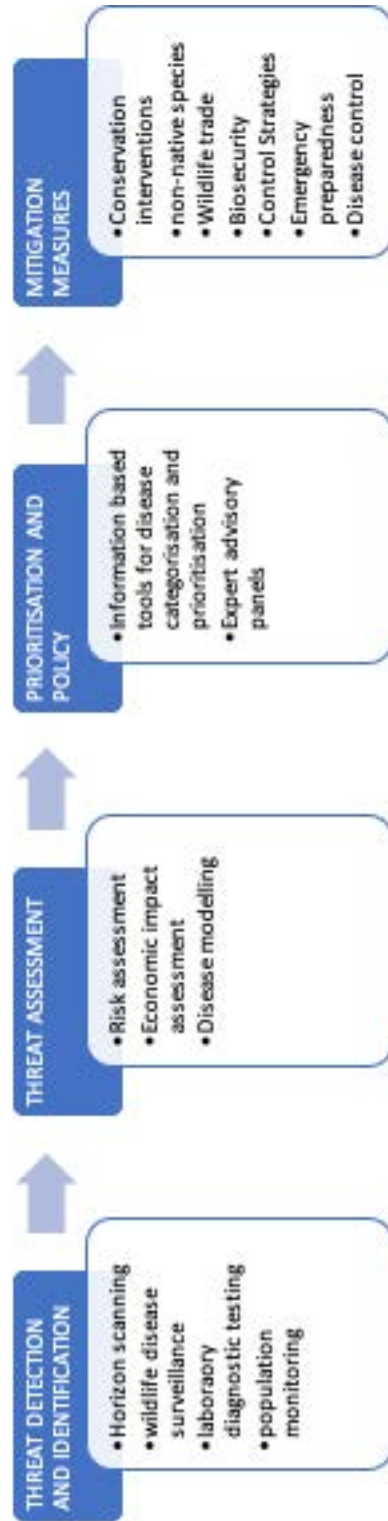 THREAT DETECTION
AND IDENTIFICATION
•Horizon scanning
•wildlife disease
surveillance
•laboraory
diagnostic testing
•population
monitoring
THREAT ASSESSMENT
•Risk assessment
•Economic impact
assessment
•Disease modelling
PRIORITISATION AND
POLICY
•Information based
tools for disease
categorisation and
prioritisation
•Expert advisory
panels
MITIGATION
MEASURES
•Conservation
interventions
•non-native species
•Wildlife trade
•Biosecurity
•Control Strategies
•Emergency
preparedness
•Disease control